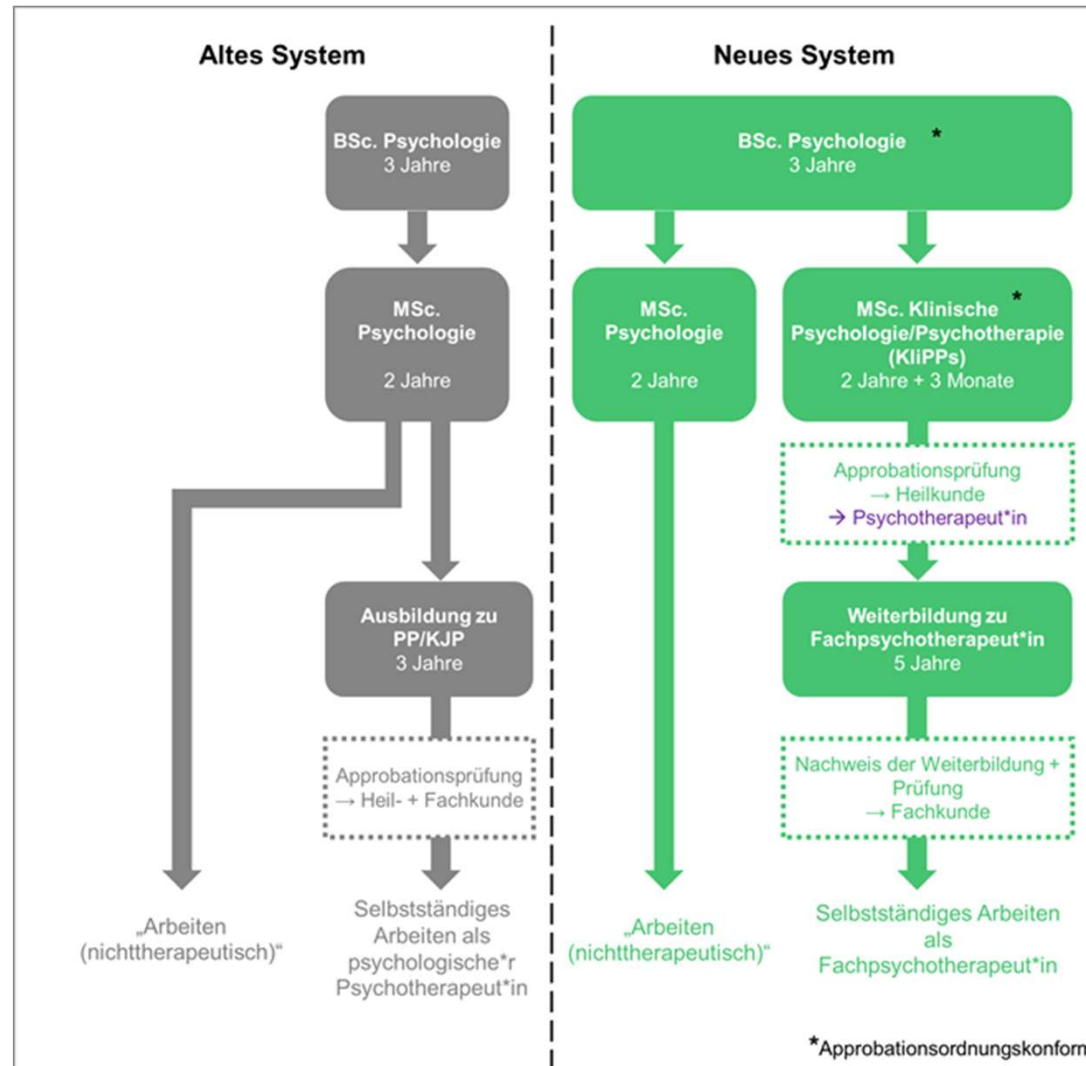 Altes System
BSc. Psychologie
3 Jahre
MSc.
Psychologie
2 Jahre
Ausbildung zu
PP/KJP
3 Jahre
Approbationsprüfung
→ Heil- + Fachkunde
„Arbeiten
(nichttherapeutisch)“
Selbstständiges
Arbeiten als
psychologische*r
Psychotherapeut*in
Neues System
BSc. Psychologie *
3 Jahre
MSc.
Psychologie
2 Jahre
MSc. Klinische *
Psychologie/Psychotherapie
(KliPPs)
2 Jahre + 3 Monate
Approbationsprüfung
→ Heilkunde
→ Psychotherapeut*in
Weiterbildung zu
Fachpsychotherapeut*in
5 Jahre
Nachweis der Weiterbildung +
Prüfung
→ Fachkunde
„Arbeiten
(nichttherapeutisch)“
Selbstständiges Arbeiten
als
Fachpsychotherapeut*in
*Approbationsordnungskonform